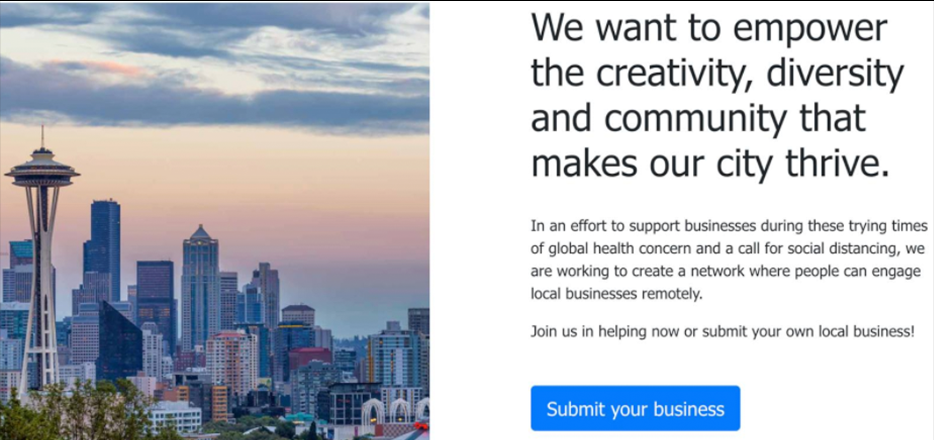 We want to empower
the creativity, diversity
and community that
makes our city thrive.
In an effort to support businesses during these trying times
of global health concern and a call for social distancing, we
are working to create a network where people can engage
local businesses remotely.
Join us in helping now or submit your own local business!
Submit your business